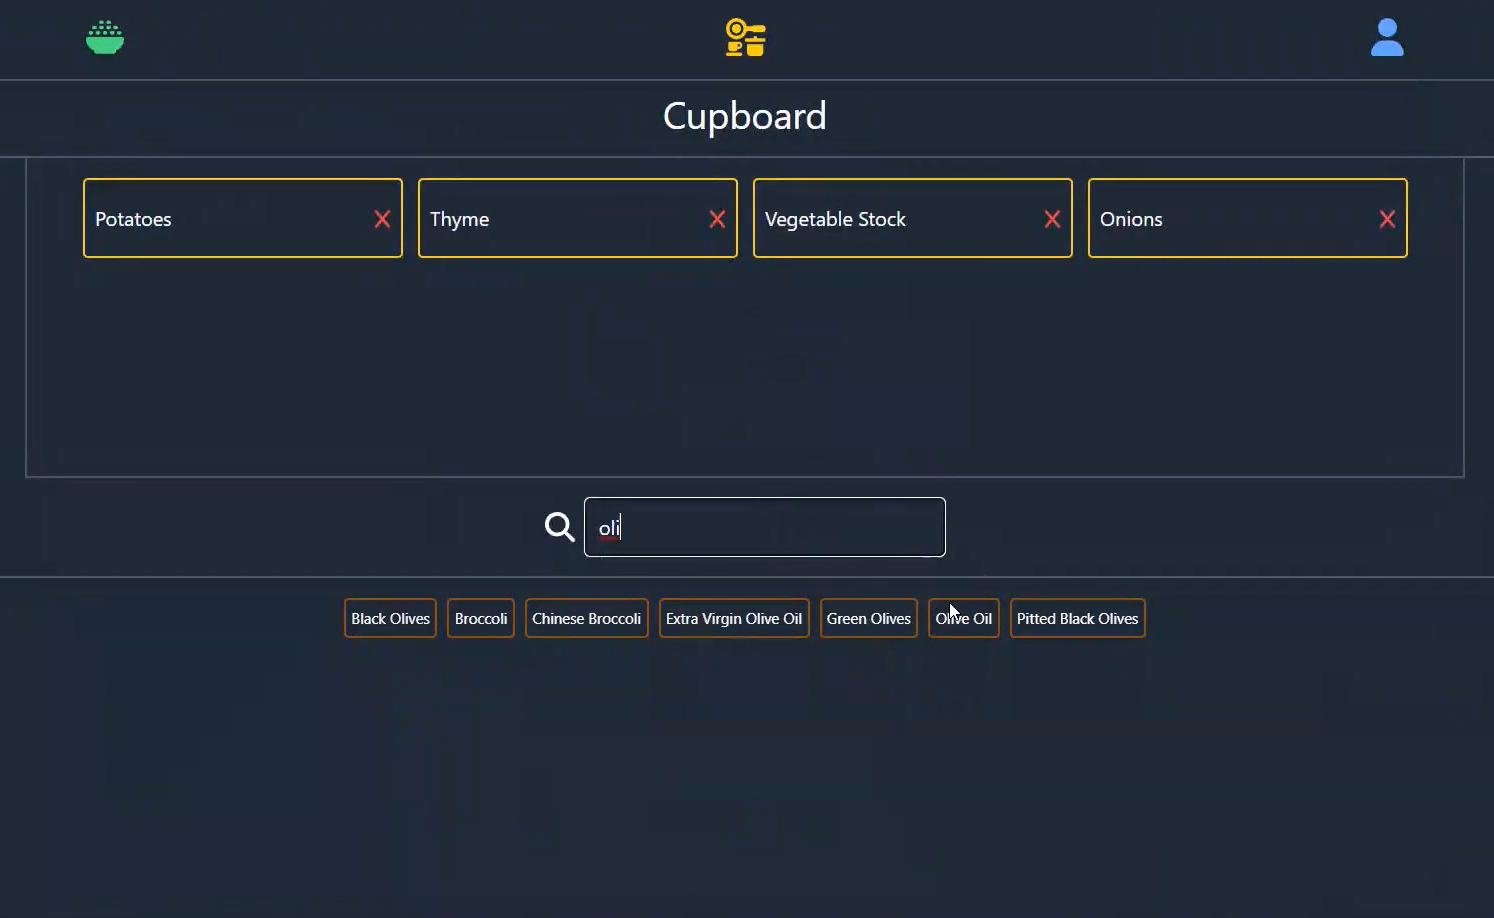 Cupboard
Potatoes
Thyme
Vegetable Stock
Onions
oli
Black Olives
Broccoli
Chinese Broccoli
Extra Virgin Olive Oil
Green Olives
Olive Oil
Pitted Black Olives